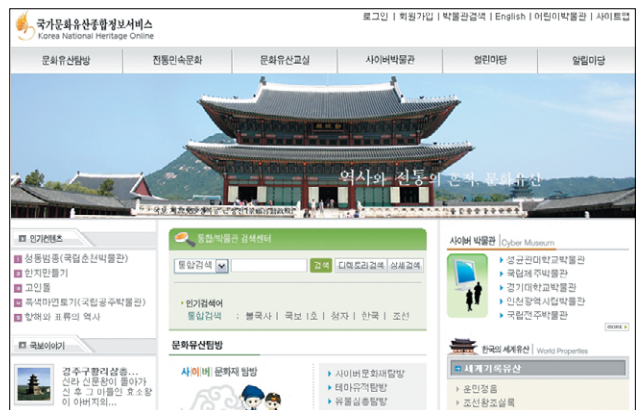 국가문화유산종합정보서비스
Korea National Heritage Online
로그인 | 회원가입 | 박물관검색 | English | 어린이박물관 | 사이트맵
문화유산탐방 전통민속문화 문화유산교실 사이버박물관 열린마당 알림마당
역사와 전통의 흔적, 문화유산
인기컨텐츠
1 성동범종(국립춘천박물관)
2 한지만들기
3 고인돌
4 흑색마연토기(국립공주박물관)
5 항해와 표류의 역사
국보이야기
경주구황리삼층...
신라 신문왕이 돌아가
신 후 그 아들인 효소왕
이 아버지의...
통합/박물관 검색센터
통합검색 검색 디렉토리검색 상세검색
인기검색어
통합검색 : 불국사 | 국보 1호 | 청자 | 한국 | 조선
문화유산탐방
사이버 문화재 탐방
사이버문화재탐방
테마유적탐방
유물심층탐방
사이버 박물관 | Cyber Museum
성균관대학교박물관
국립제주박물관
경기대학교박물관
인천광역시립박물관
국립전주박물관
more
한국의 세계유산 | World Properties
세계기록유산
훈민정음
조선왕조실록